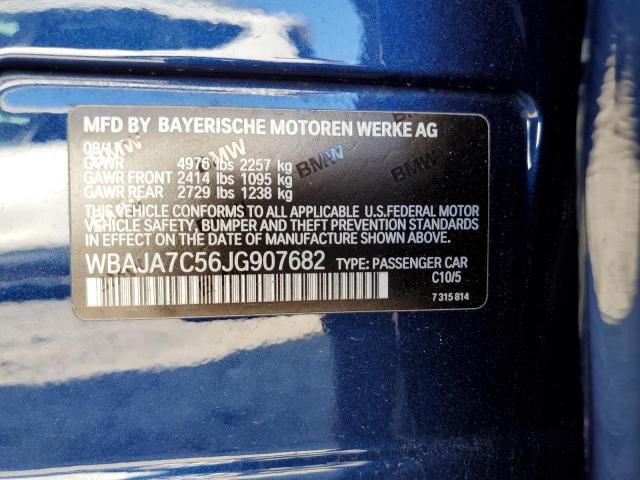 MFD BY BAYERISCHE MOTOREN WERKE AG
GVWR 4976 lbs 2257 kg
GAWR FRONT 2414 lbs 1095 kg
GAWR REAR 2729 lbs 1238 kg
THIS VEHICLE CONFORMS TO ALL APPLICABLE U.S.FEDERAL MOTOR
VEHICLE SAFETY, BUMPER AND THEFT PREVENTION STANDARDS
IN EFFECT ON THE DATE OF MANUFACTURE SHOWN ABOVE.
WBAJA7C56JG907682 TYPE: PASSENGER CAR
C10/5
7 315 814
BMW
BMW